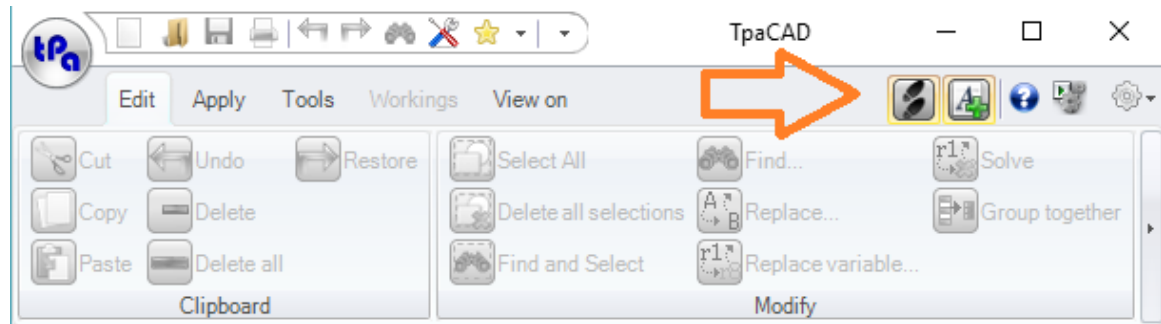 tPa
TpaCAD
Edit Apply Tools Workings View on
Cut Undo Restore Select All Find... Solve
Copy Delete Delete all selections Replace... Group together
Paste Delete all Find and Select Replace variable...
Clipboard Modify